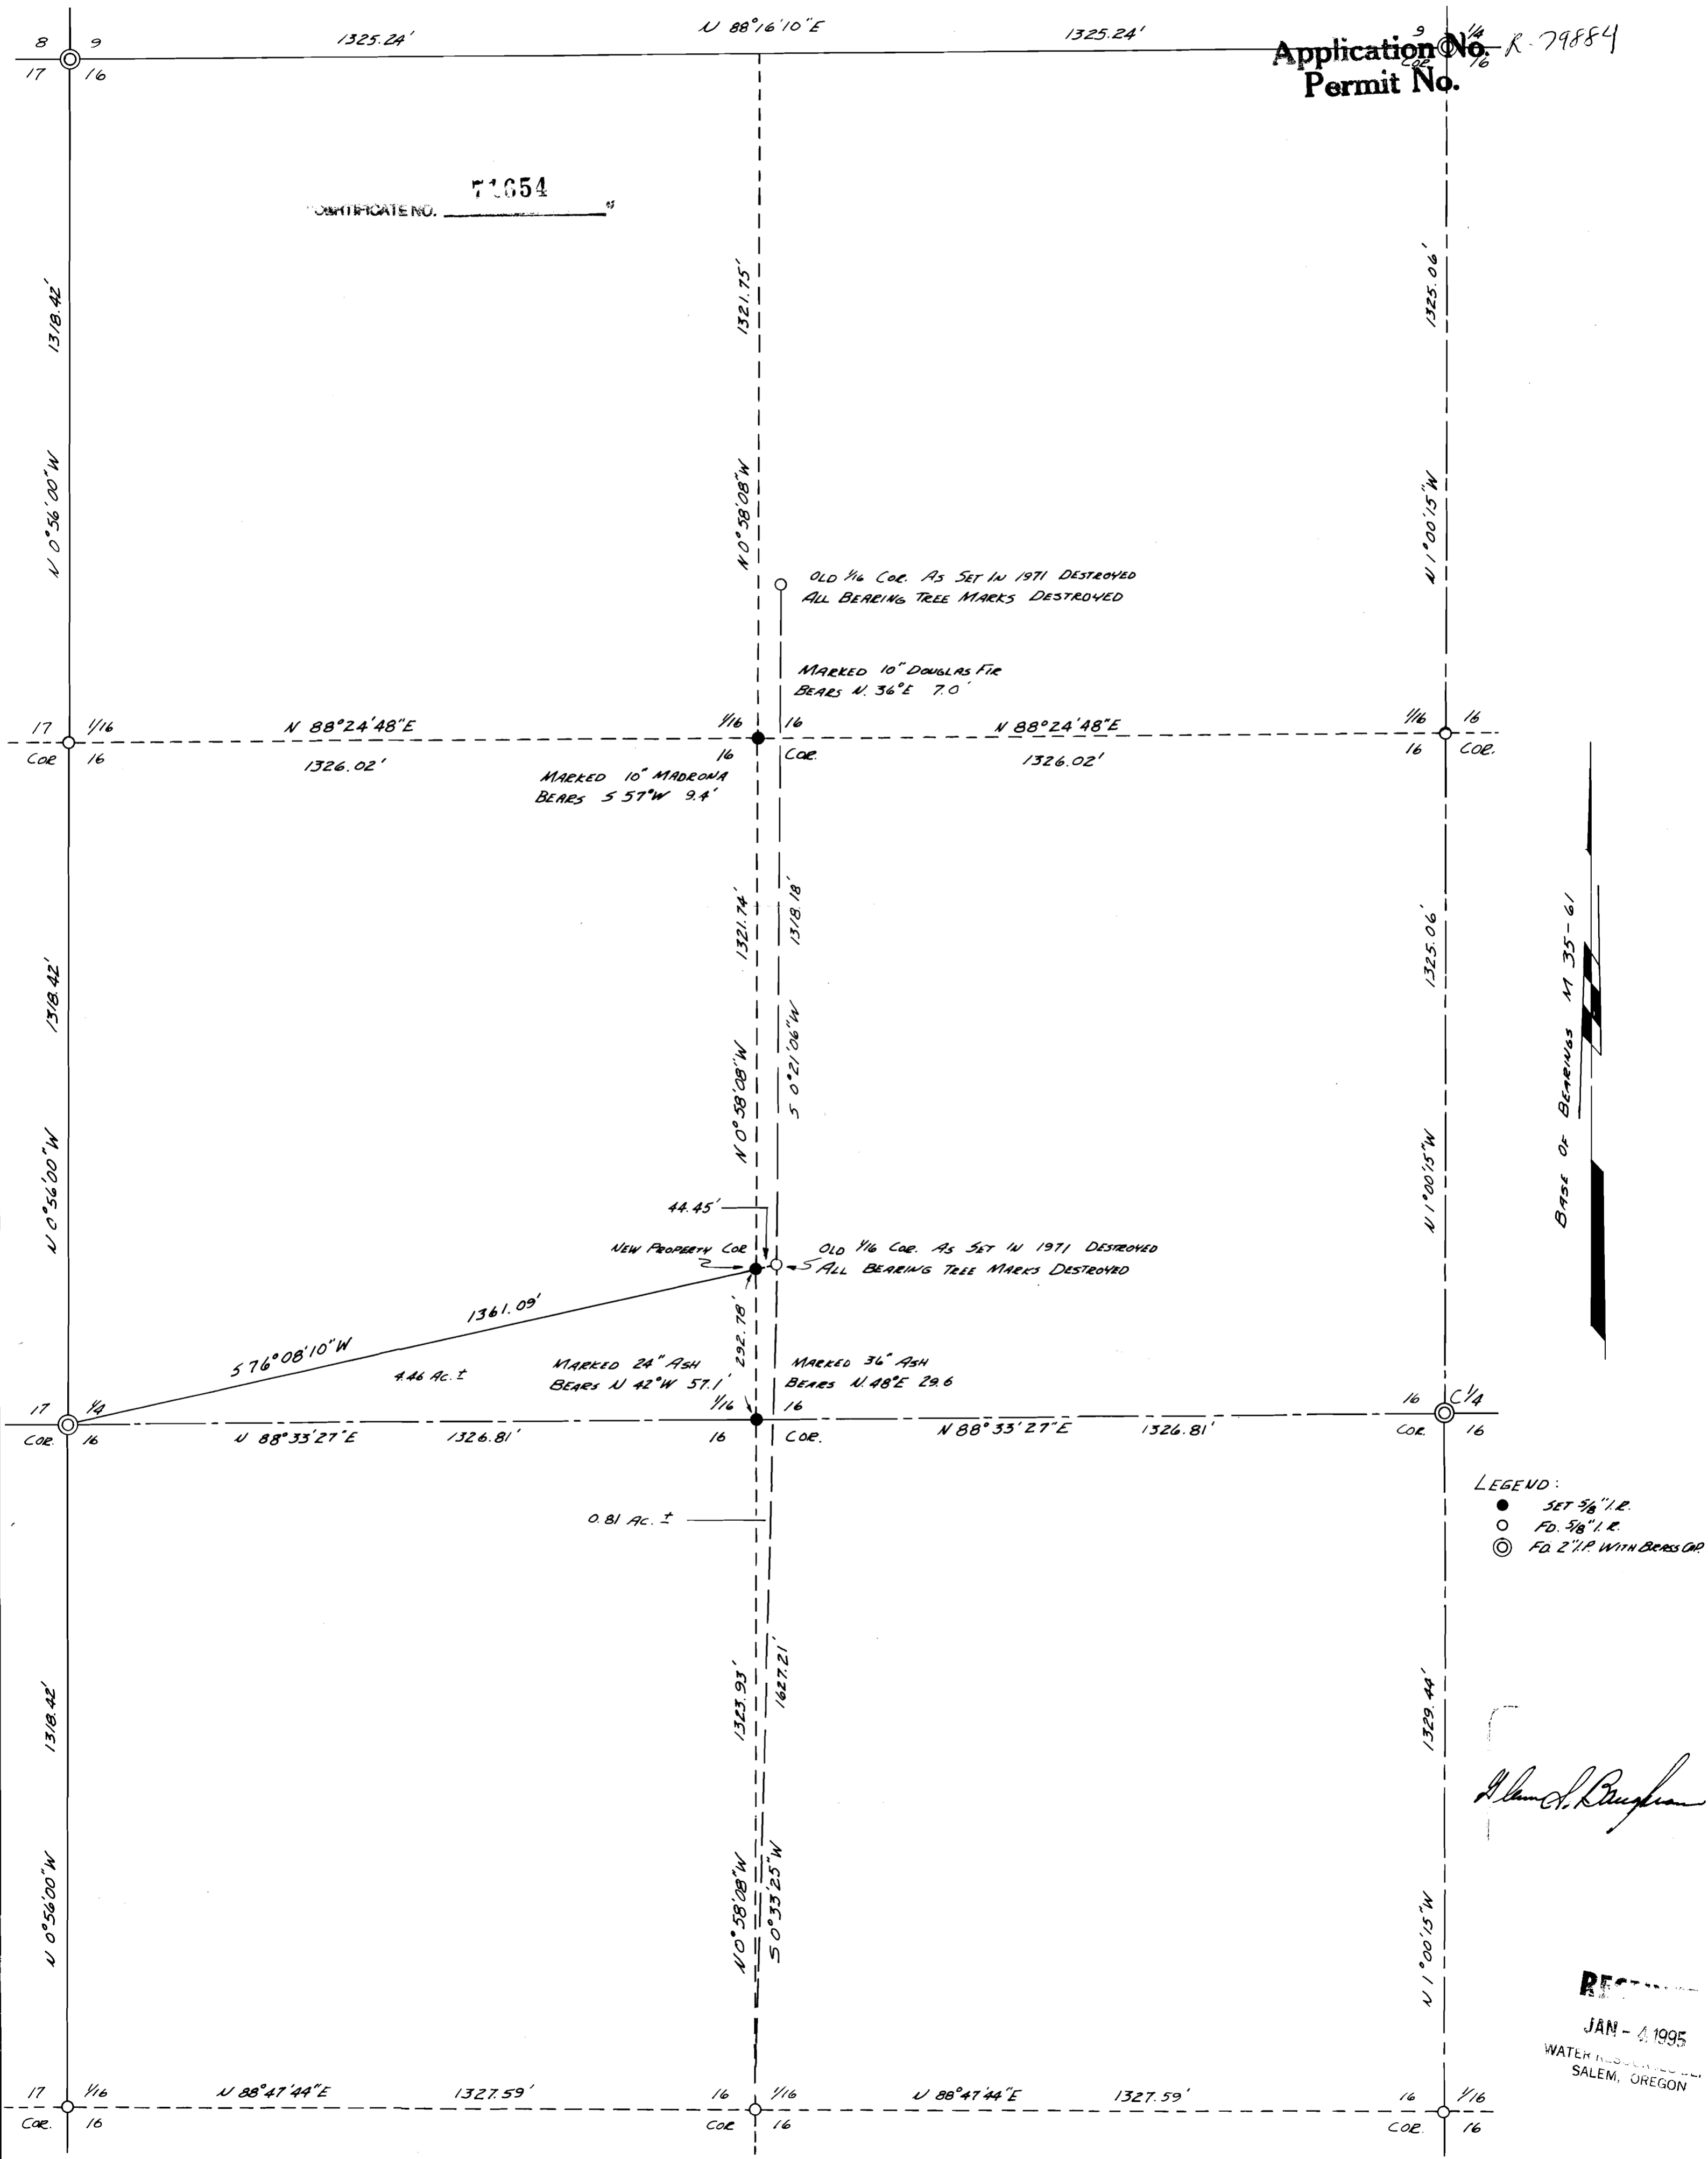 8 9
1325.24'
N 88°16'10"E
1325.24'
9 1/4
17 16
COR 16
Application No. R-79884
Permit No.
71654
CERTIFICATE NO.
1318.42'
1321.75'
1325.06'
N 0°56'00"W
N 0°58'08"W
N 1°00'15"W
OLD 1/16 COR. AS SET IN 1971 DESTROYED
ALL BEARING TREE MARKS DESTROYED
MARKED 10" DOUGLAS FIR
BEARS N. 36°E 7.0'
17 1/16
N 88°24'48"E
1/16 16
N 88°24'48"E
1/16 16
COR 16
1326.02'
16 COR.
1326.02'
16 COR.
MARKED 10" MADRONA
BEARS S 57°W 9.4'
1318.42'
1321.74'
1318.18'
1325.06'
N 0°56'00"W
N 0°58'08"W
S 0°21'06"W
N 1°00'15"W
BASE OF BEARINGS M 35-61
44.45'
NEW PROPERTY COR
OLD 1/16 COR. AS SET IN 1971 DESTROYED
ALL BEARING TREE MARKS DESTROYED
1361.09'
S 76°08'10"W
292.78'
4.46 AC. ±
MARKED 24" ASH
BEARS N 42°W 57.1'
MARKED 36" ASH
BEARS N. 48°E 29.6
17 1/4
1/16 16
16 C 1/4
COR. 16
N 88°33'27"E
1326.81'
16 COR.
N 88°33'27"E
1326.81'
COR. 16
LEGEND:
SET 5/8" I.R.
FD. 5/8" I.R.
FD. 2" I.P. WITH BRASS CAP
0.81 AC. ±
1318.42'
1323.93'
1627.21'
1329.44'
N 0°56'00"W
N 0°58'08"W
S 0°33'25"W
N 1°00'15"W
JAN - 4 1995
WATER
SALEM, OREGON
17 1/16
N 88°47'44"E
1327.59'
16 1/16
N 88°47'44"E
1327.59'
16 1/16
COR. 16
COR 16
COR. 16